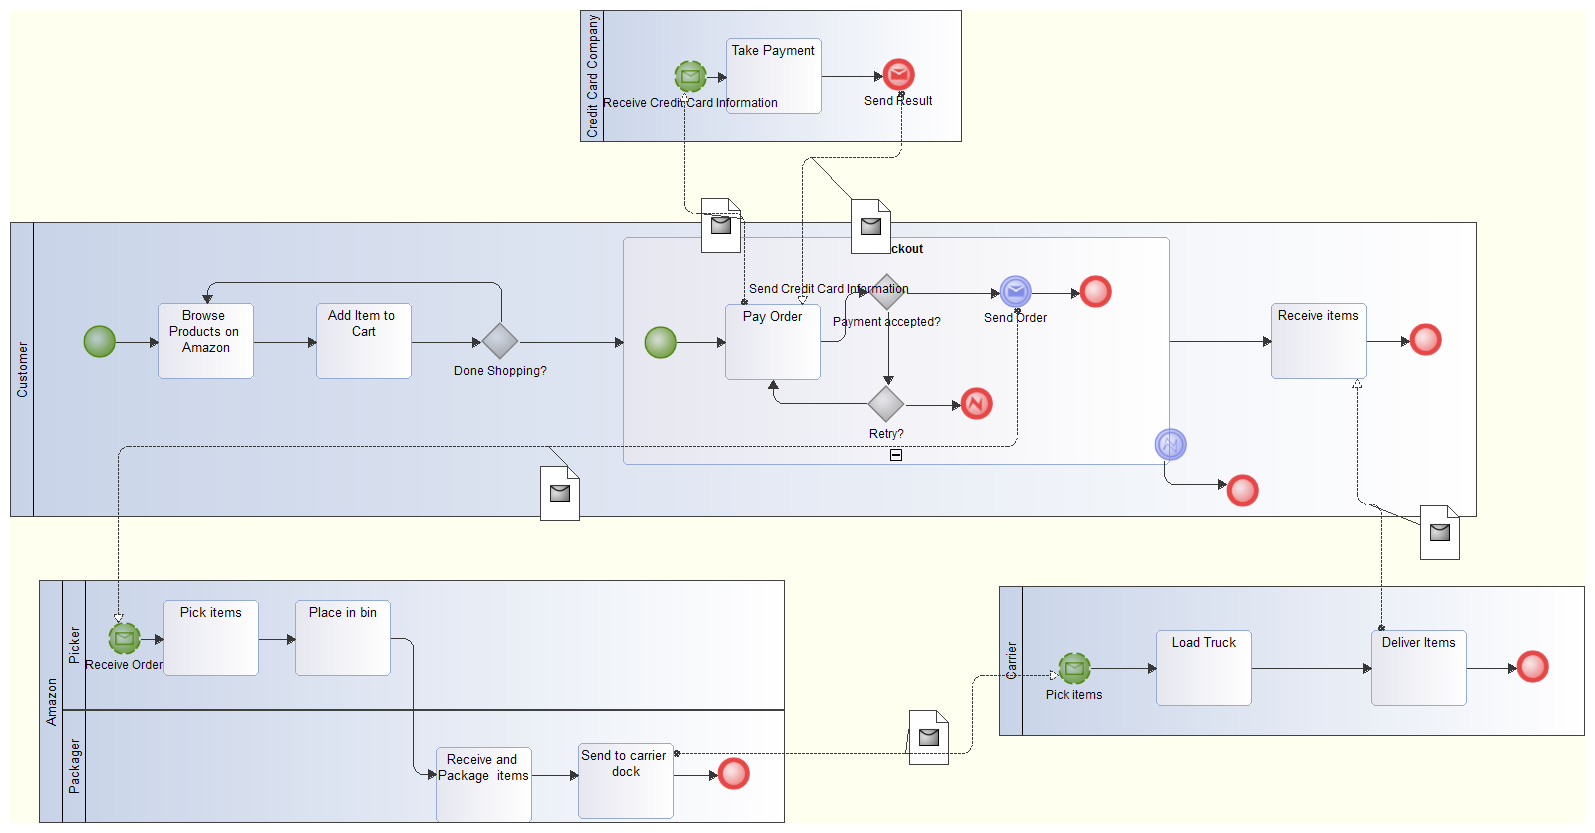 Credit Card Company
Take Payment
Receive Credit Card Information
Send Result
Customer
ckout
Browse
Products on
Amazon
Add Item to
Cart
Done Shopping?
Send Credit Card Information
Pay Order
Payment accepted?
Send Order
Retry?
Receive items
Amazon
Picker
Receive Order
Pick items
Place in bin
Packager
Receive and
Package items
Send to carrier
dock
Carrier
Pick items
Load Truck
Deliver Items